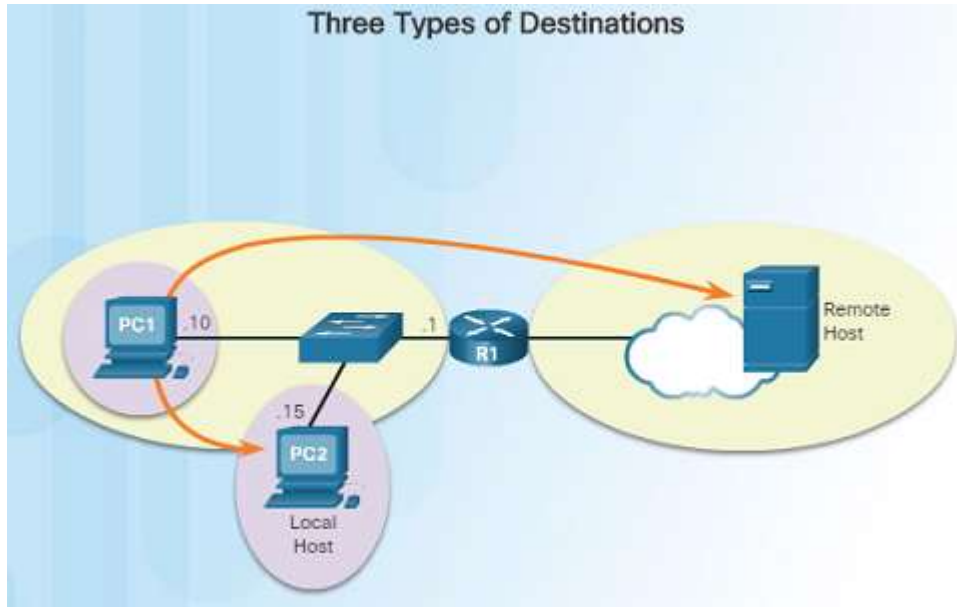 Three Types of Destinations
PC1
.10
.1
R1
Remote
Host
.15
PC2
Local
Host